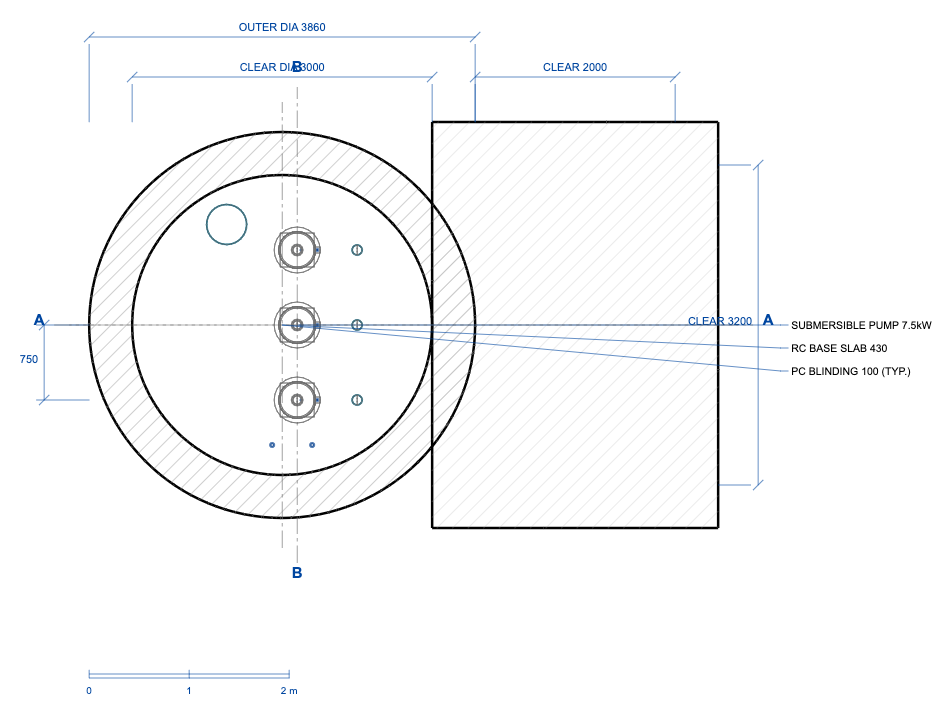 OUTER DIA 3860
CLEAR DIA 3000
B
CLEAR 2000
A
CLEAR 3200
A
SUBMERSIBLE PUMP 7.5kW
750
RC BASE SLAB 430
PC BLINDING 100 (TYP.)
B
0
1
2 m